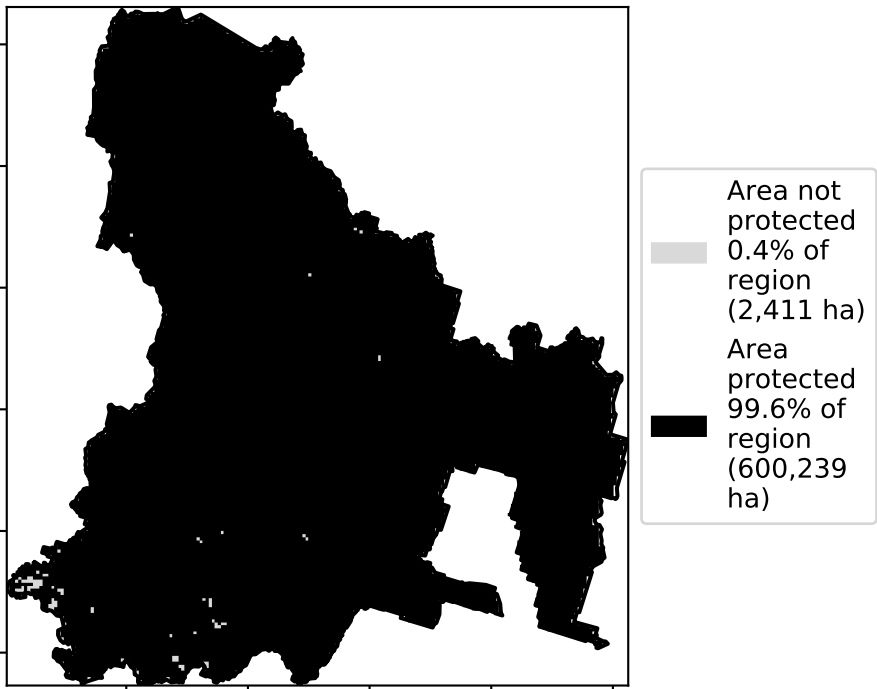 Area not
protected
0.4% of
region
(2,411 ha)
Area
protected
99.6% of
region
(600,239
ha)